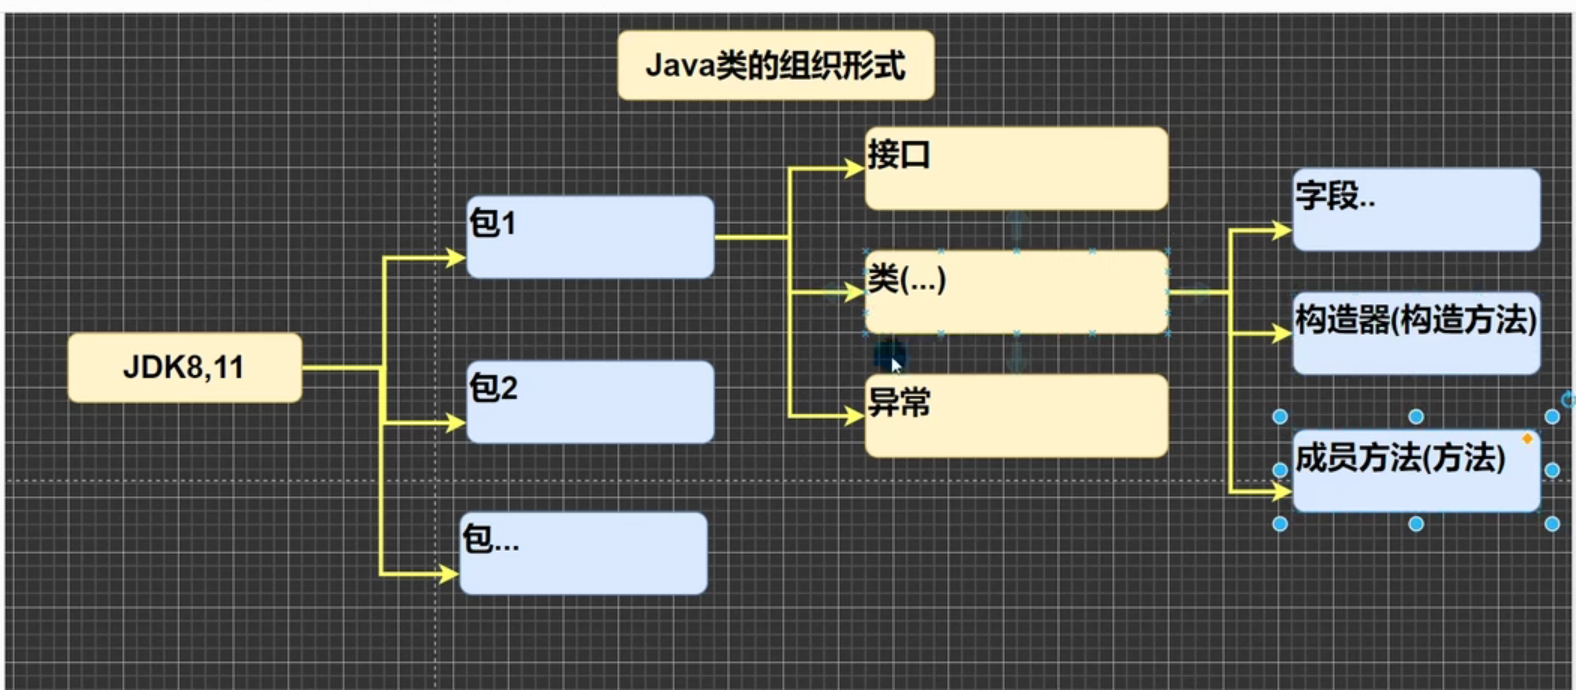 Java类的组织形式
JDK8,11
包1
包2
包...
接口
类(...)
异常
字段..
构造器(构造方法)
成员方法(方法)